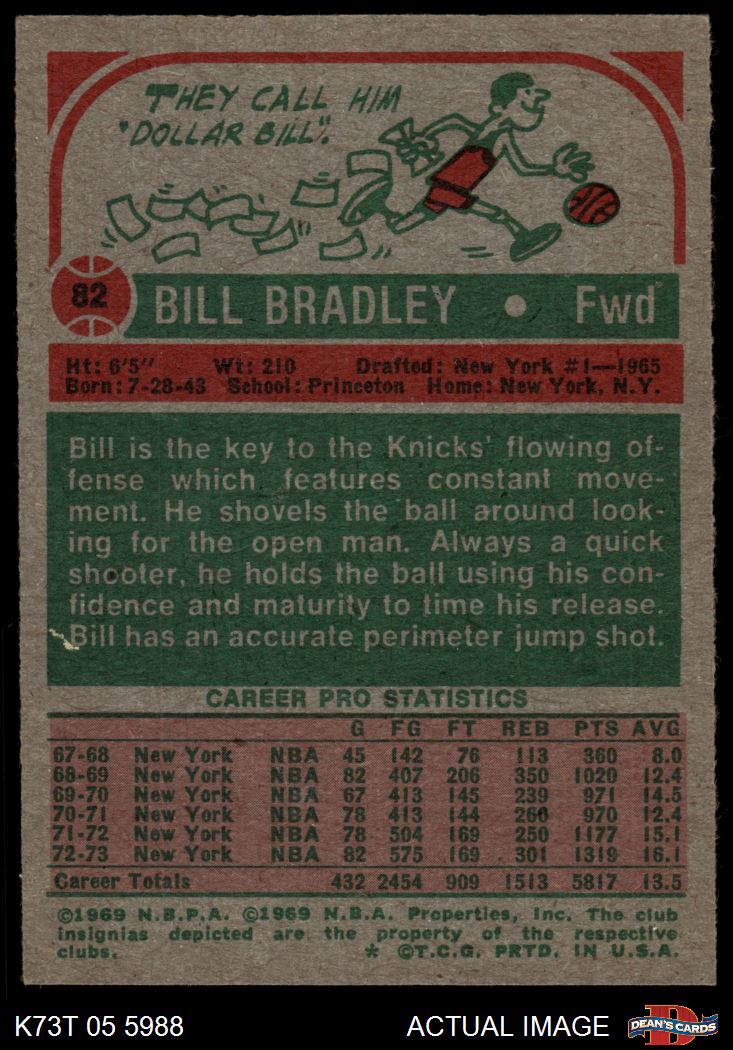 THEY CALL HIM
"DOLLAR BILL".
82
BILL BRADLEY • Fwd
Ht: 6'5" Wt: 210 Drafted: New York #1—1965
Born: 7-28-43 School: Princeton Home: New York, N.Y.
Bill is the key to the Knicks' flowing of-
fense which features constant move-
ment. He shovels the ball around look-
ing for the open man. Always a quick
shooter, he holds the ball using his con-
fidence and maturity to time his release.
Bill has an accurate perimeter jump shot.
CAREER PRO STATISTICS
G FG FT REB PTS AVG
67-68 New York NBA 45 142 76 113 360 8.0
68-69 New York NBA 82 407 206 350 1020 12.4
69-70 New York NBA 67 413 145 239 971 14.5
70-71 New York NBA 78 413 144 260 970 12.4
71-72 New York NBA 78 504 169 250 1177 15.1
72-73 New York NBA 82 575 169 301 1319 16.1
Career Totals 432 2454 909 1513 5817 13.5
©1969 N.B.P.A. ©1969 N.B.A. Properties, Inc. The club
insignias depicted are the property of the respective
clubs. * ©T.C.G. PRTD. IN U.S.A.
K73T 05 5988 ACTUAL IMAGE D DEAN'S CARDS